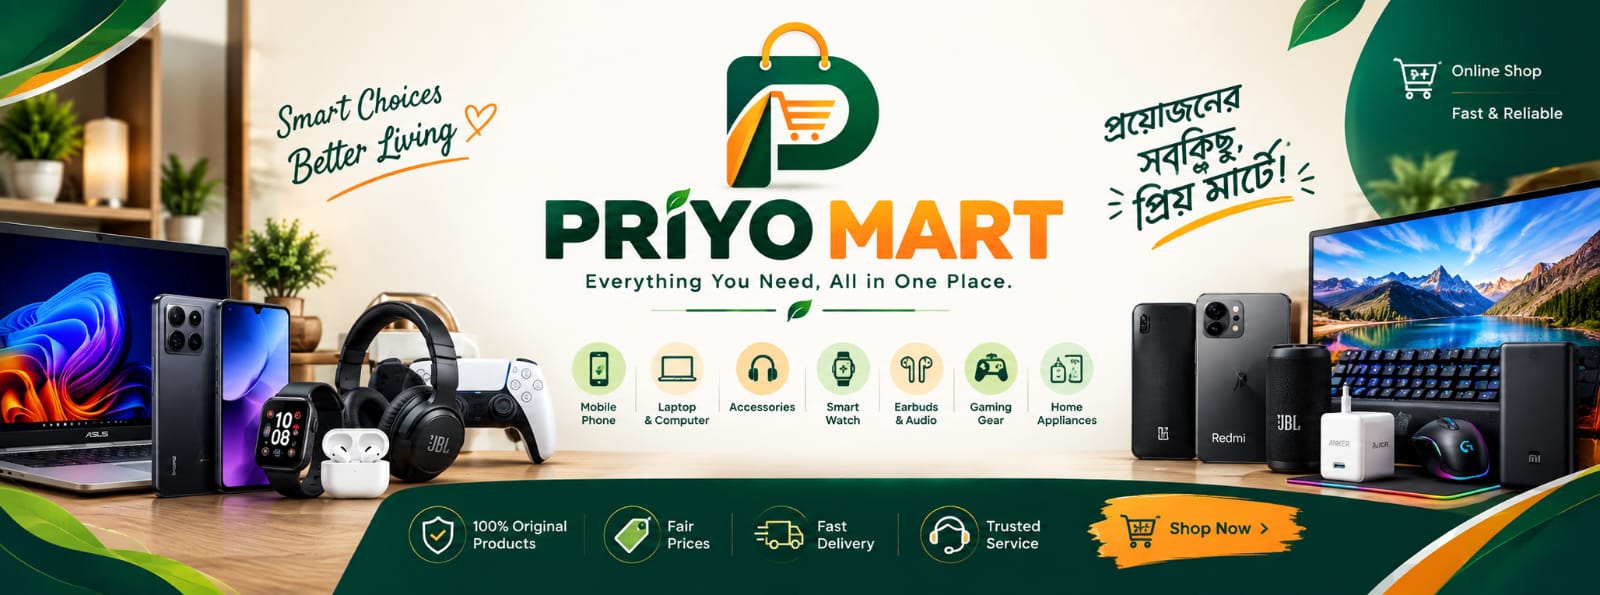 Smart Choices
Better Living
PRIYO MART
Everything You Need, All in One Place.
প্রয়োজনের
সবকিছু,
প্রিয় মার্টে!
Online Shop
Fast & Reliable
Mobile
Phone
Laptop
& Computer
Accessories
Smart
Watch
Earbuds
& Audio
Gaming
Gear
Home
Appliances
ASUS
10
08
JBL
Redmi
JBL
ANKER
mi
G
100% Original
Products
Fair
Prices
Fast
Delivery
Trusted
Service
Shop Now >